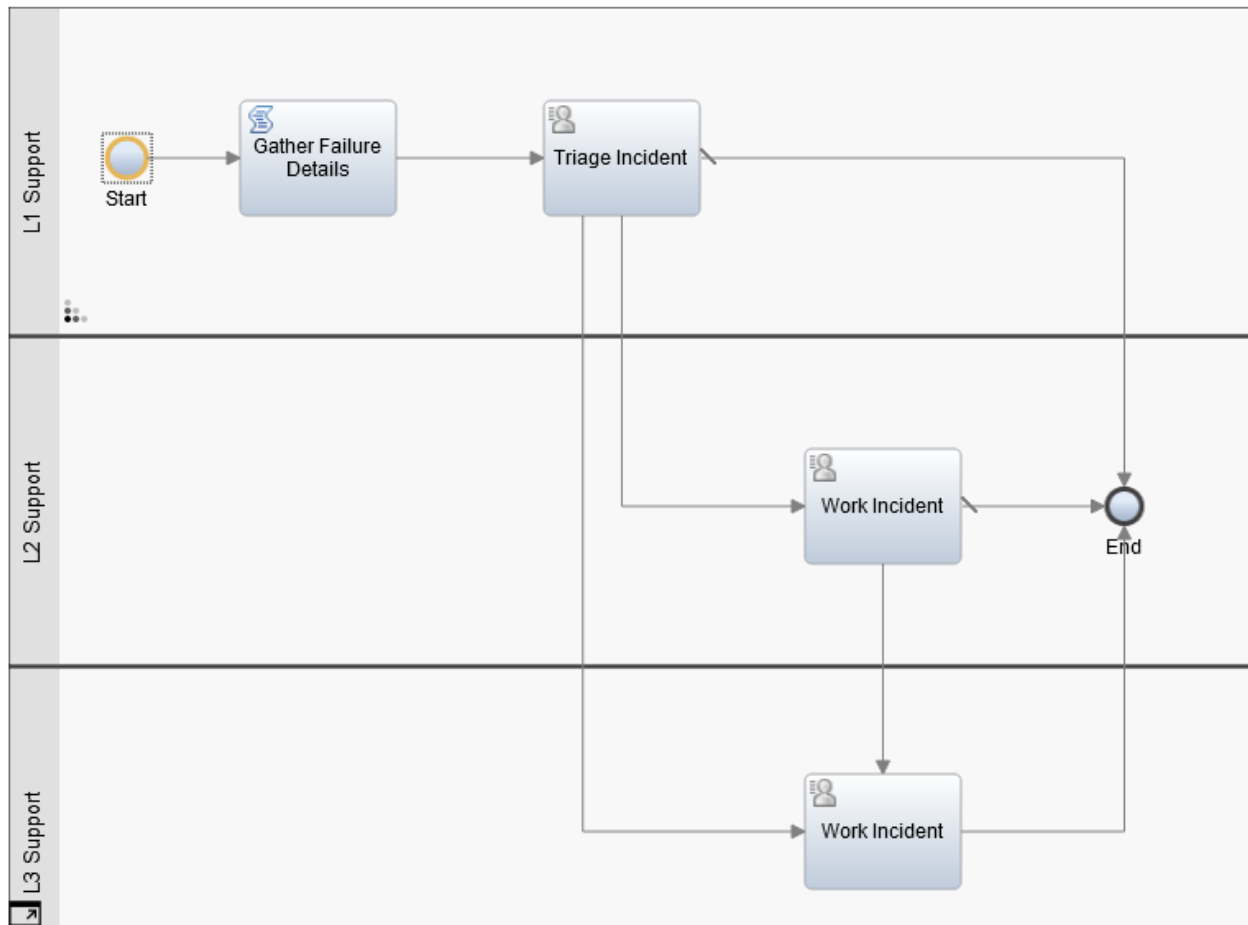 L1 Support
Start
Gather Failure
Details
Triage Incident
L2 Support
Work Incident
End
L3 Support
Work Incident